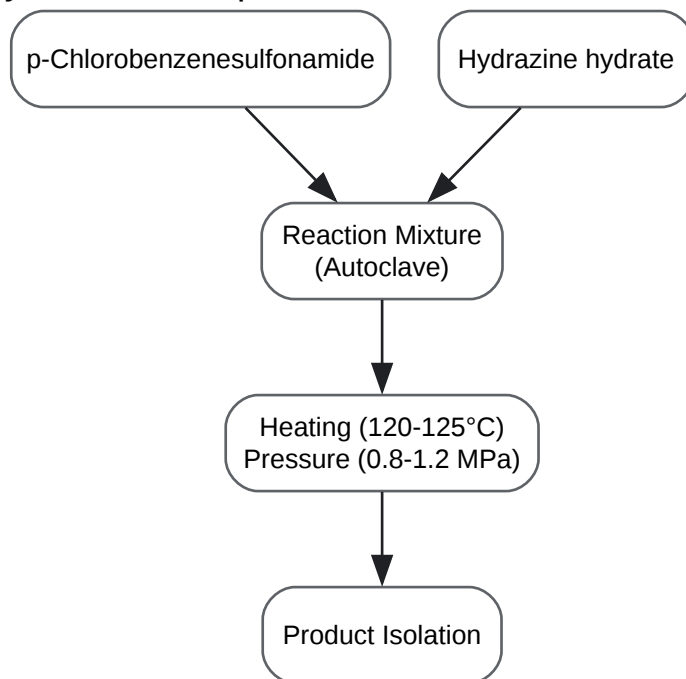 p-Chlorobenzenesulfonamide
Hydrazine hydrate
Reaction Mixture
(Autoclave)
Heating (120-125°C)
Pressure (0.8-1.2 MPa)
Product Isolation